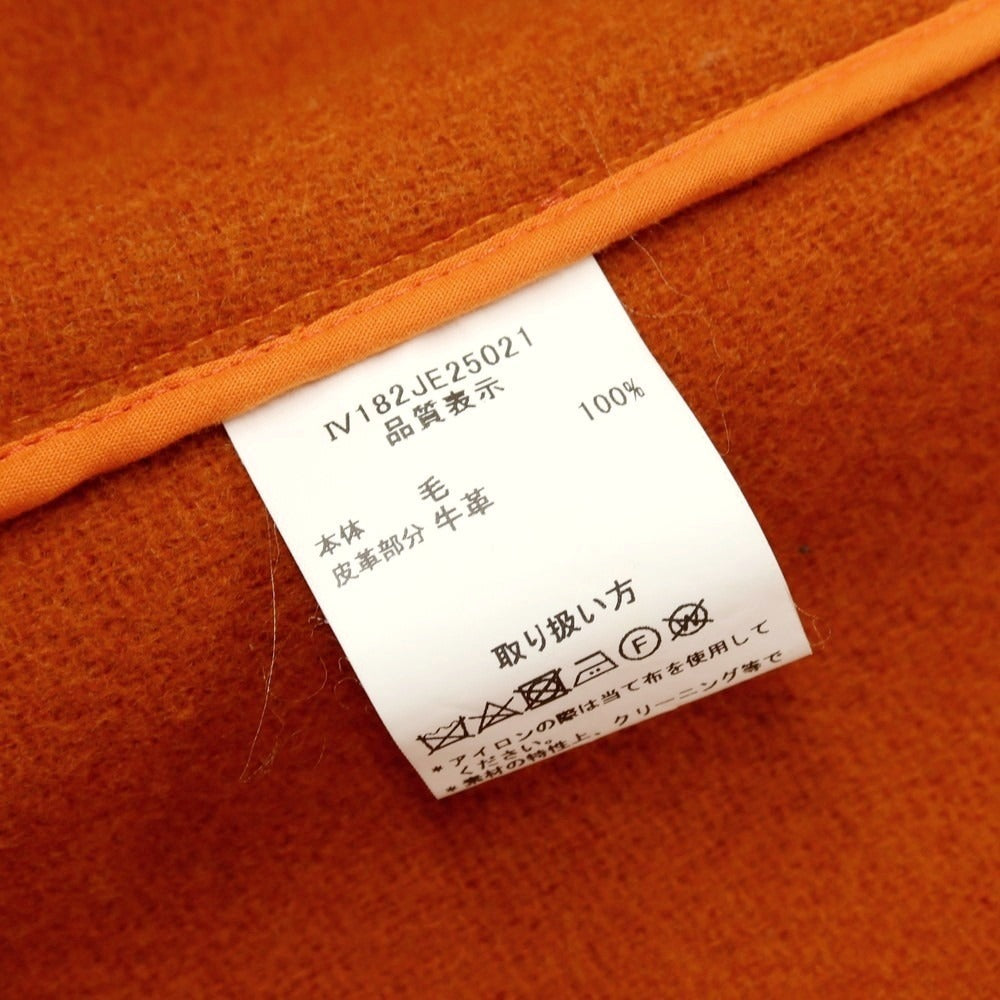 IV182JE25021
品質表示
本体 毛 100%
皮革部分 牛革
取り扱い方
F W
*アイロンの際は当て布を使用して
ください。
*素材の特性上、クリーニング等で